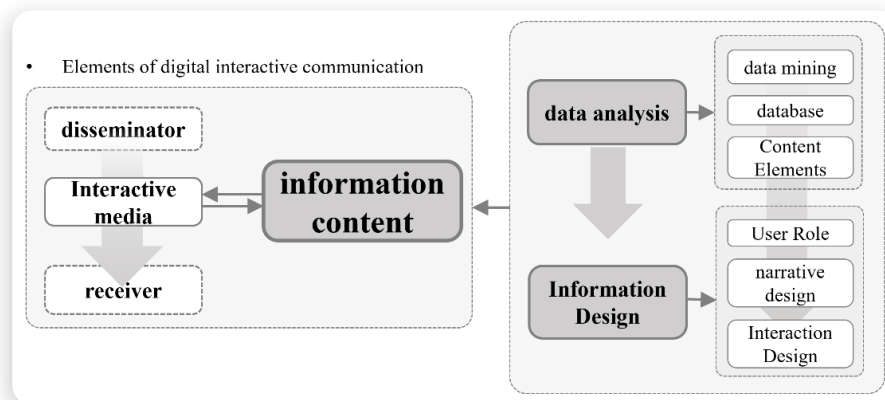 • Elements of digital interactive communication
disseminator
Interactive
media
receiver
information
content
data analysis
Information
Design
data mining
database
Content
Elements
User Role
narrative
design
Interaction
Design